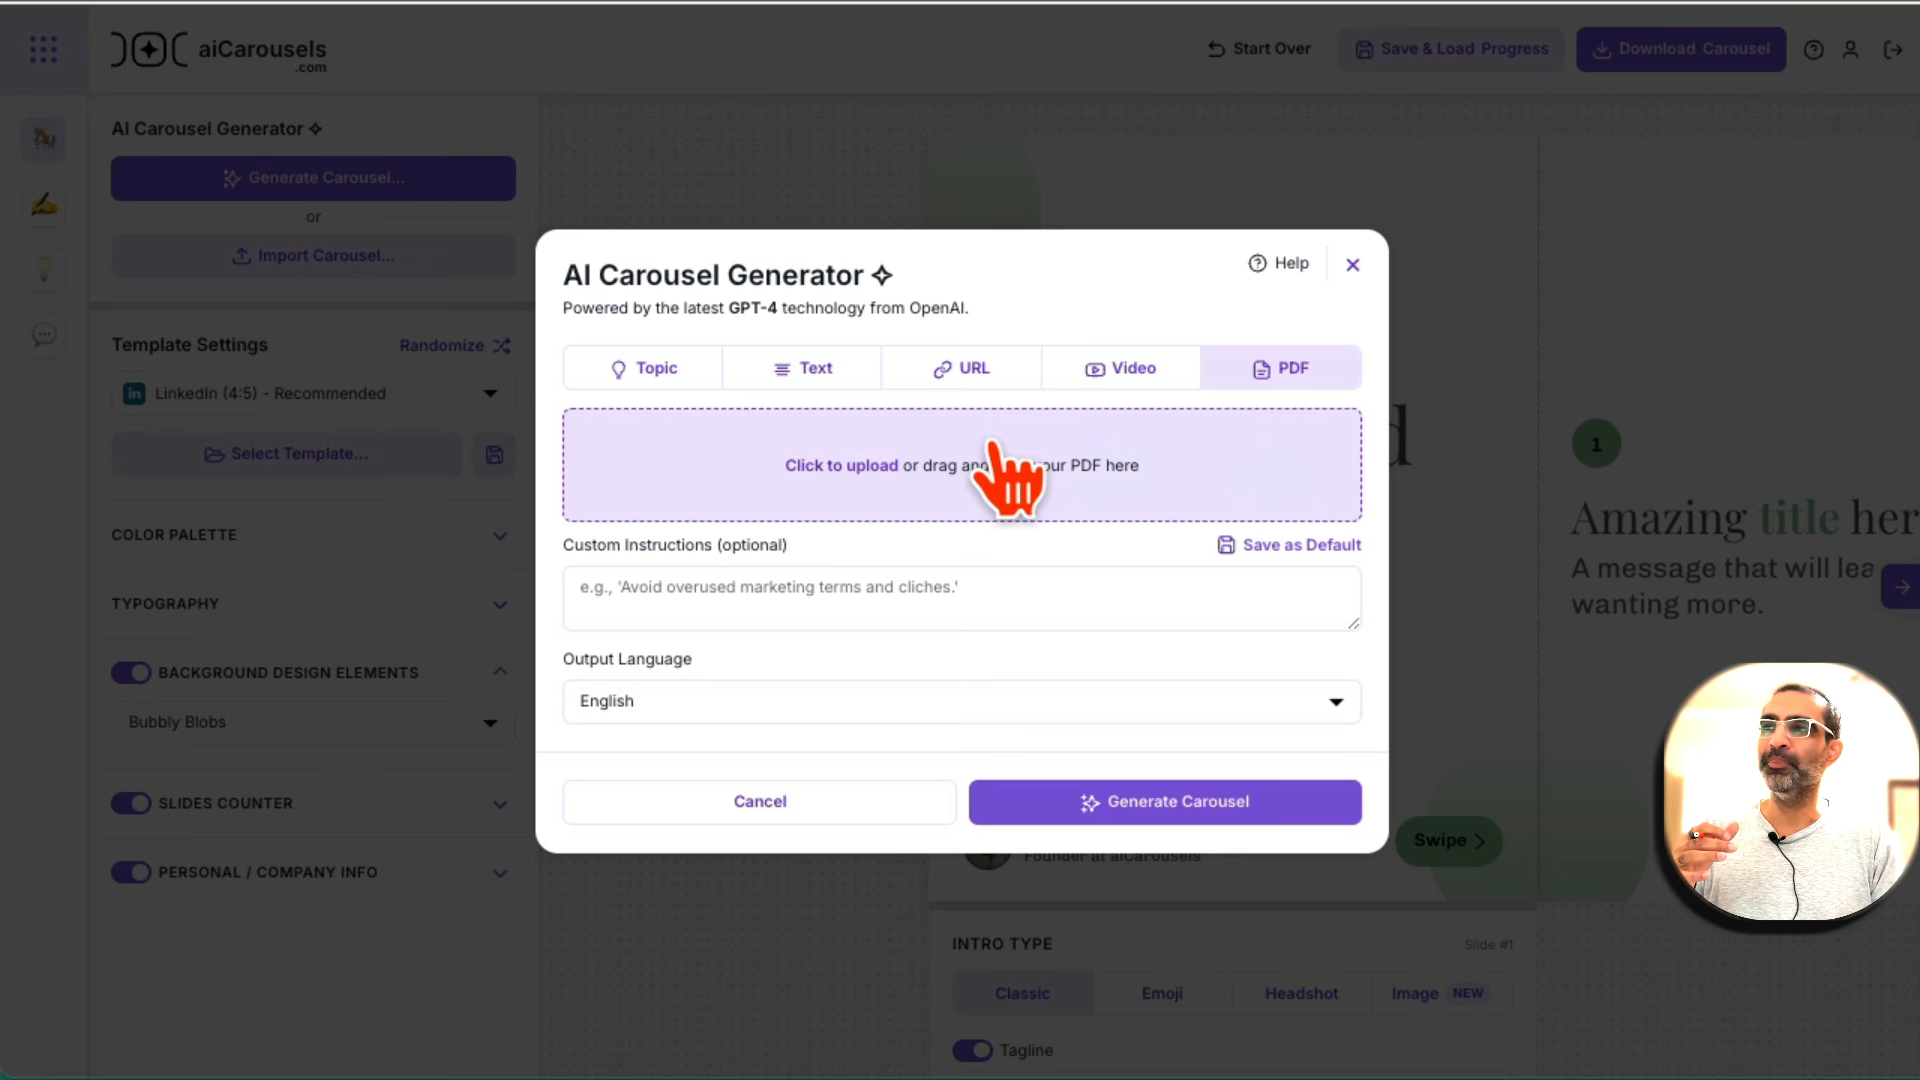 aiCarousels
.com
Start Over
Save & Load Progress
Download Carousel
AI Carousel Generator
Generate Carousel...
or
Import Carousel...
Template Settings
Randomize
in LinkedIn (4:5) - Recommended
Select Template...
COLOR PALETTE
TYPOGRAPHY
BACKGROUND DESIGN ELEMENTS
Bubbly Blobs
SLIDES COUNTER
PERSONAL / COMPANY INFO
AI Carousel Generator
Help
Powered by the latest GPT-4 technology from OpenAI.
Topic
Text
URL
Video
PDF
Click to upload or drag and your PDF here
Custom Instructions (optional)
Save as Default
e.g., 'Avoid overused marketing terms and cliches.'
Output Language
English
Cancel
Generate Carousel
d
1
Amazing title her
A message that will lea
wanting more.
Founder at aiCarousels
Swipe
INTRO TYPE
Slide #1
Classic
Emoji
Headshot
Image NEW
Tagline